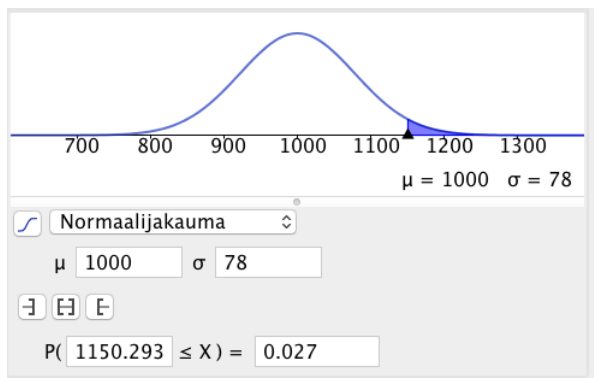 700 800 900 1000 1100 1200 1300
μ = 1000 σ = 78
Normaalijakauma
μ 1000 σ 78
P( 1150.293 ≤ X ) = 0.027